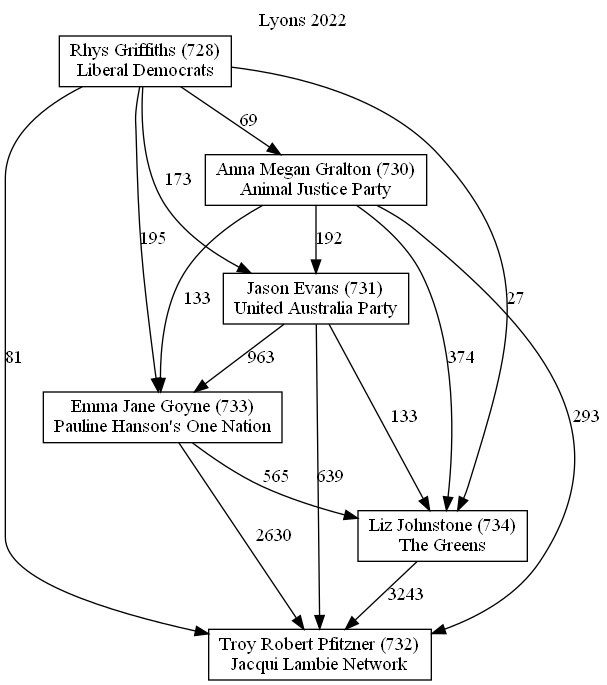 Lyons 2022
Rhys Griffiths (728)
Liberal Democrats
69
Anna Megan Gralton (730)
Animal Justice Party
173
195
192
133
Jason Evans (731)
United Australia Party
27
81
963
374
133
293
Emma Jane Goyne (733)
Pauline Hanson's One Nation
565
639
2630
Liz Johnstone (734)
The Greens
3243
Troy Robert Pfitzner (732)
Jacqui Lambie Network